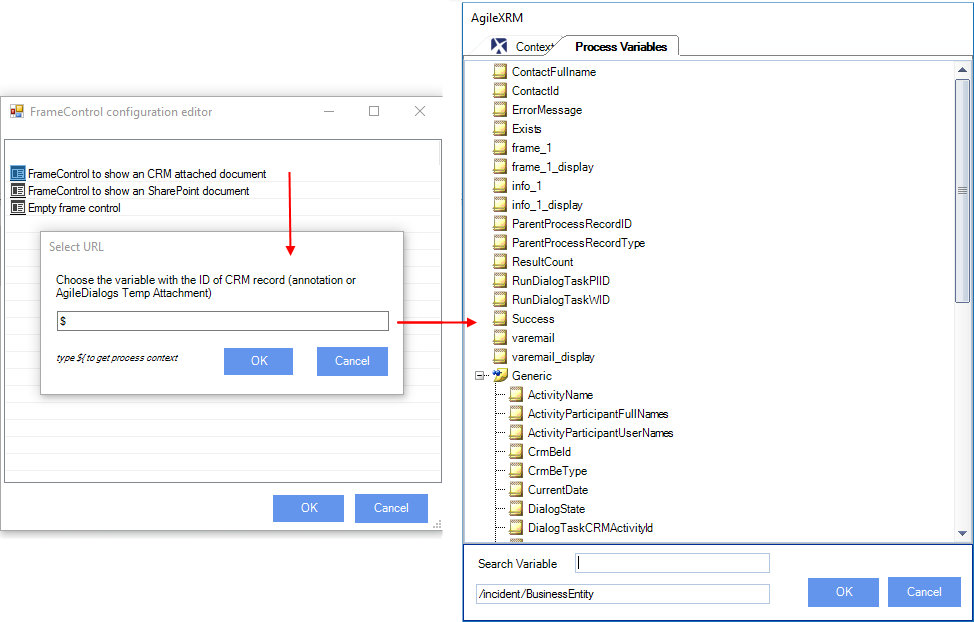 FrameControl configuration editor
FrameControl to show an CRM attached document
FrameControl to show an SharePoint document
Empty frame control
Select URL
Choose the variable with the ID of CRM record (annotation or
AgileDialogs Temp Attachment)
$
type ${ to get process context
OK
Cancel
OK
Cancel
AgileXRM
Context
Process Variables
ContactFullname
ContactId
ErrorMessage
Exists
frame_1
frame_1_display
info_1
info_1_display
ParentProcessRecordID
ParentProcessRecordType
ResultCount
RunDialogTaskPIID
RunDialogTaskWID
Success
varemail
varemail_display
Generic
ActivityName
ActivityParticipantFullNames
ActivityParticipantUserNames
CrmBeId
CrmBeType
CurrentDate
DialogState
DialogTaskCRMActivityId
Search Variable
/incident/BusinessEntity
OK
Cancel